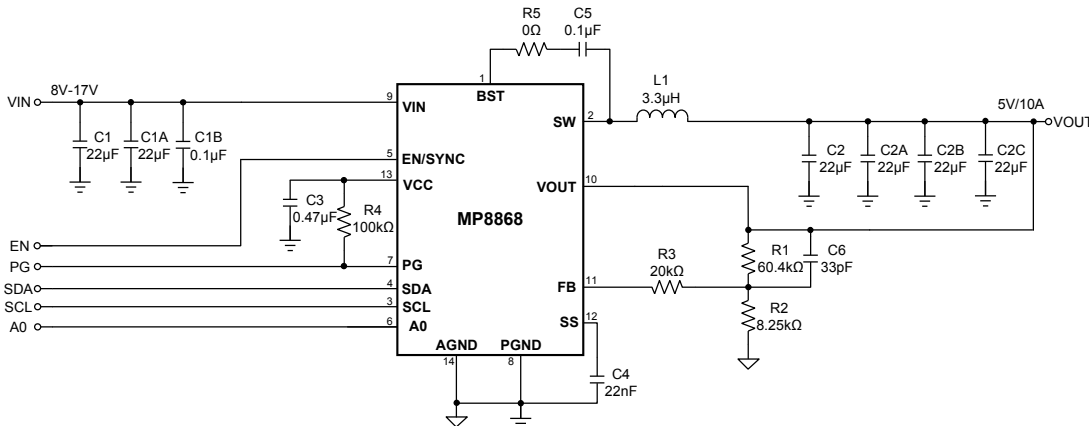 R5
0Ω
C5
0.1µF
1
BST
VIN
8V-17V
9
VIN
L1
3.3µH
2
SW
5V/10A
VOUT
C1
22µF
C1A
22µF
C1B
0.1µF
C2
22µF
C2A
22µF
C2B
22µF
C2C
22µF
5
EN/SYNC
13
VCC
10
VOUT
C3
0.47µF
R4
100kΩ
MP8868
EN
PG
7
PG
R3
20kΩ
R1
60.4kΩ
C6
33pF
11
FB
SDA
4
SDA
SCL
3
SCL
A0
6
A0
12
SS
R2
8.25kΩ
AGND
14
PGND
8
C4
22nF